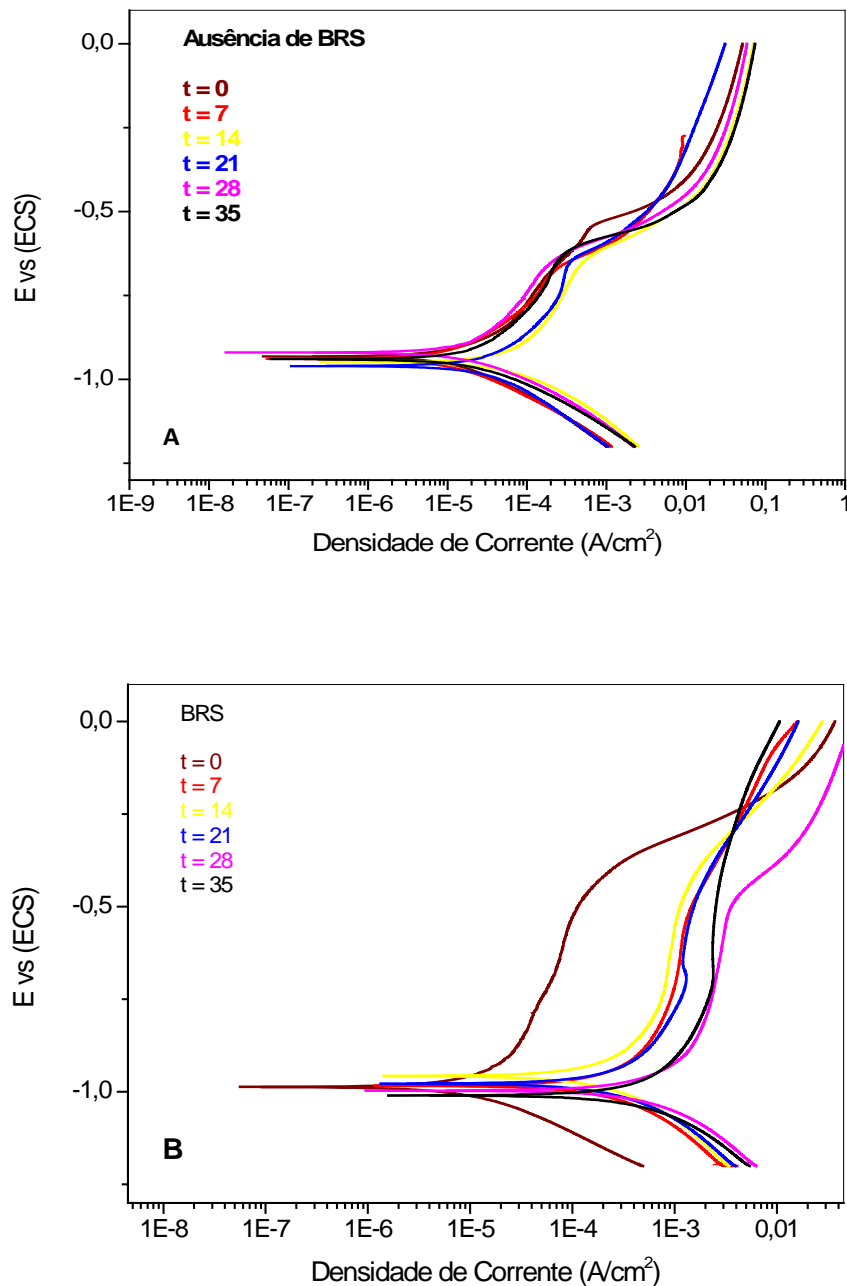 0,0
Ausência de BRS
t = 0
t = 7
t = 14
t = 21
t = 28
t = 35
-0,5
-1,0
E vs (ECS)
A
1E-9 1E-8 1E-7 1E-6 1E-5 1E-4 1E-3 0,01 0,1 1
Densidade de Corrente (A/cm²)
0,0
BRS
t = 0
t = 7
t = 14
t = 21
t = 28
t = 35
-0,5
-1,0
E vs (ECS)
B
1E-8 1E-7 1E-6 1E-5 1E-4 1E-3 0,01
Densidade de Corrente (A/cm²)